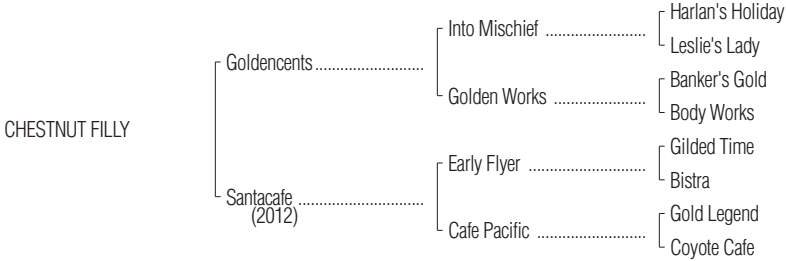 Harlan's Holiday
Into Mischief ........................
Leslie's Lady
Goldencents..........................
Banker's Gold
Golden Works ......................
Body Works
CHESTNUT FILLY
Gilded Time
Early Flyer ............................
Bistra
Santacafe ..............................
(2012)
Gold Legend
Cafe Pacific ..........................
Coyote Cafe